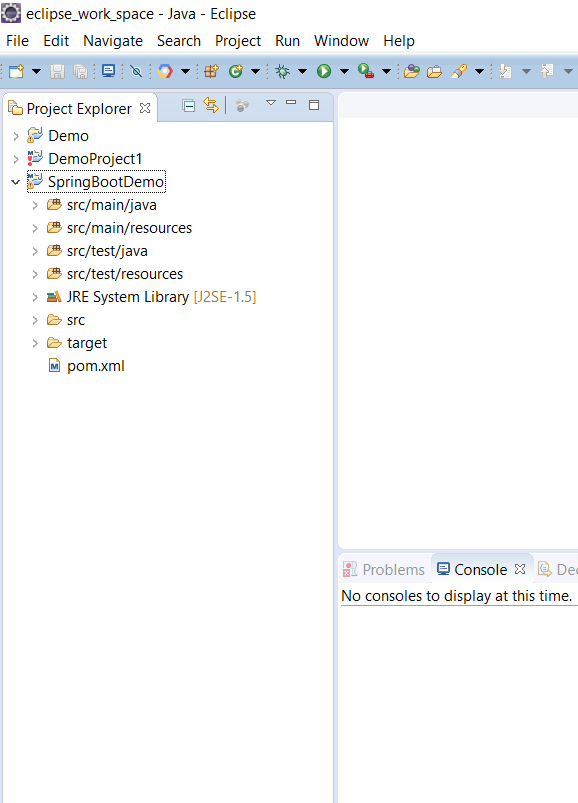 eclipse_work_space - Java - Eclipse
File Edit Navigate Search Project Run Window Help
Project Explorer
Demo
DemoProject1
SpringBootDemo
src/main/java
src/main/resources
src/test/java
src/test/resources
JRE System Library [J2SE-1.5]
src
target
pom.xml
Problems Console Dec
No consoles to display at this time.